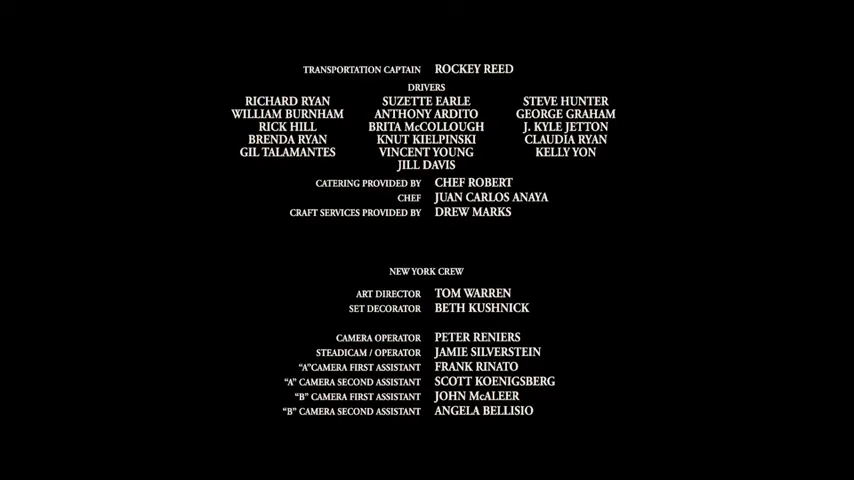 TRANSPORTATION CAPTAIN ROCKEY REED
DRIVERS
RICHARD RYAN SUZETTE EARLE STEVE HUNTER
WILLIAM BURNHAM ANTHONY ARDITO GEORGE GRAHAM
RICK HILL BRITA McCOLLOUGH J. KYLE JETTON
BRENDA RYAN KNUT KIELPINSKI CLAUDIA RYAN
GIL TALAMANTES VINCENT YOUNG KELLY YON
JILL DAVIS
CATERING PROVIDED BY CHEF ROBERT
CHEF JUAN CARLOS ANAYA
CRAFT SERVICES PROVIDED BY DREW MARKS
NEW YORK CREW
ART DIRECTOR TOM WARREN
SET DECORATOR BETH KUSHNICK
CAMERA OPERATOR PETER RENIERS
STEADICAM / OPERATOR JAMIE SILVERSTEIN
“A”CAMERA FIRST ASSISTANT FRANK RINATO
“A” CAMERA SECOND ASSISTANT SCOTT KOENIGSBERG
“B” CAMERA FIRST ASSISTANT JOHN McALEER
“B” CAMERA SECOND ASSISTANT ANGELA BELLISIO